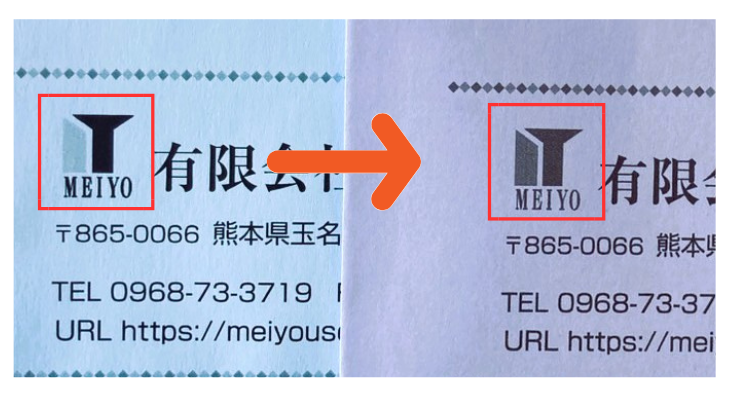 MEIYO
有限会
〒865-0066 熊本県玉名
TEL 0968-73-3719
URL https://meiyous
MEIYO
有限
〒865-0066 熊本県
TEL 0968-73-37
URL https://mei